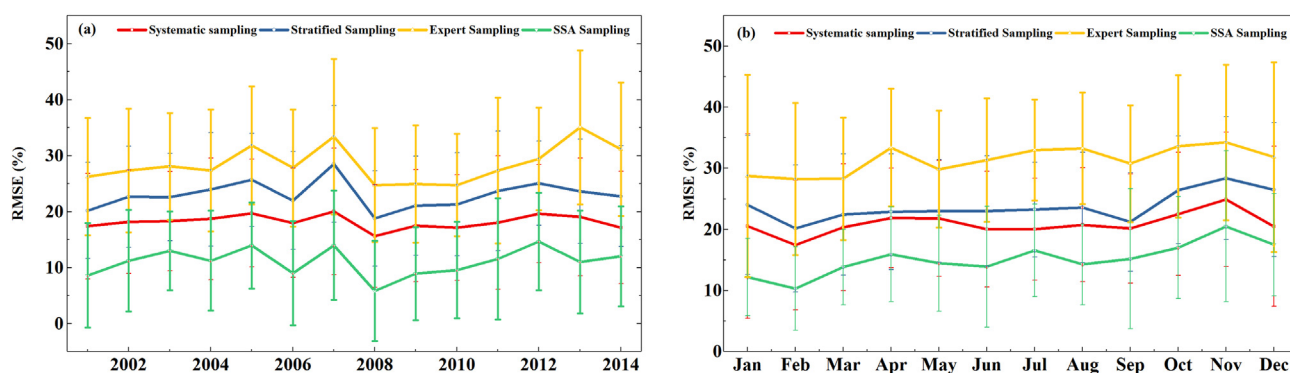 (a)
Systematic sampling Stratified Sampling Expert Sampling SSA Sampling
50
40
30
20
10
0
RMSE (%)
2002 2004 2006 2008 2010 2012 2014
(b)
Systematic sampling Stratified Sampling Expert Sampling SSA Sampling
50
40
30
20
10
0
RMSE (%)
Jan Feb Mar Apr May Jun Jul Aug Sep Oct Nov Dec